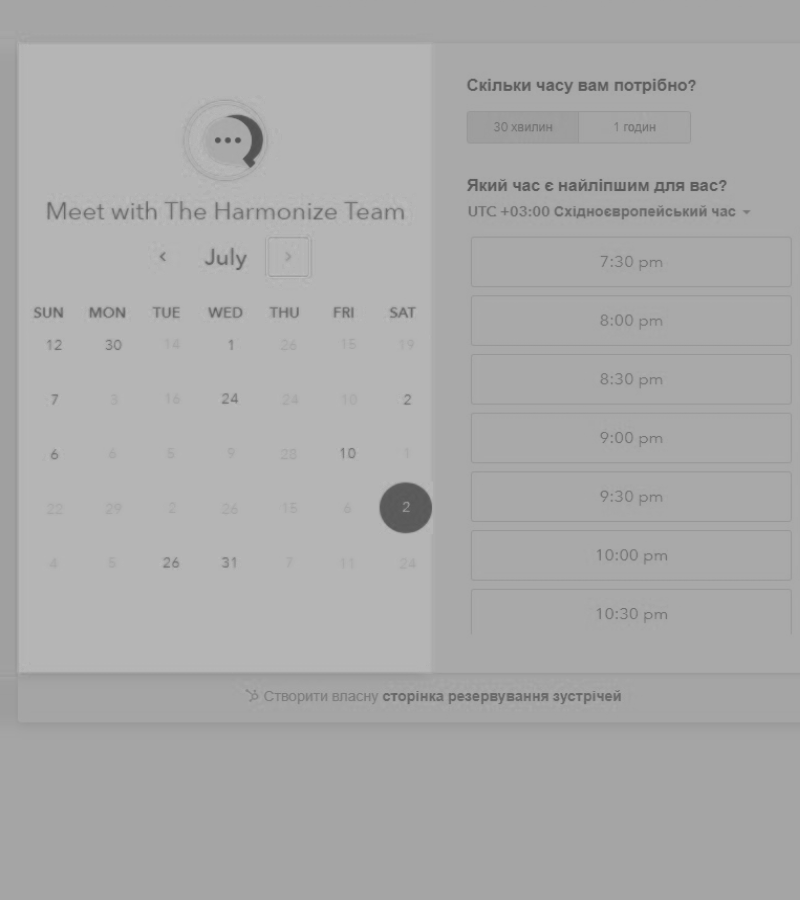 Meet with The Harmonize Team
July
SUN MON TUE WED THU FRI SAT
12 30 14 1 26 15 19
7 3 16 24 24 10 2
6 6 5 9 28 10 1
22 29 2 26 15 6 2
4 5 26 31 7 11 24
Скільки часу вам потрібно?
30 хвилин 1 годин
Який час є найліпшим для вас?
UTC +03:00 Східноєвропейський час
7:30 pm
8:00 pm
8:30 pm
9:00 pm
9:30 pm
10:00 pm
10:30 pm
Створити власну сторінка резервування зустрічей